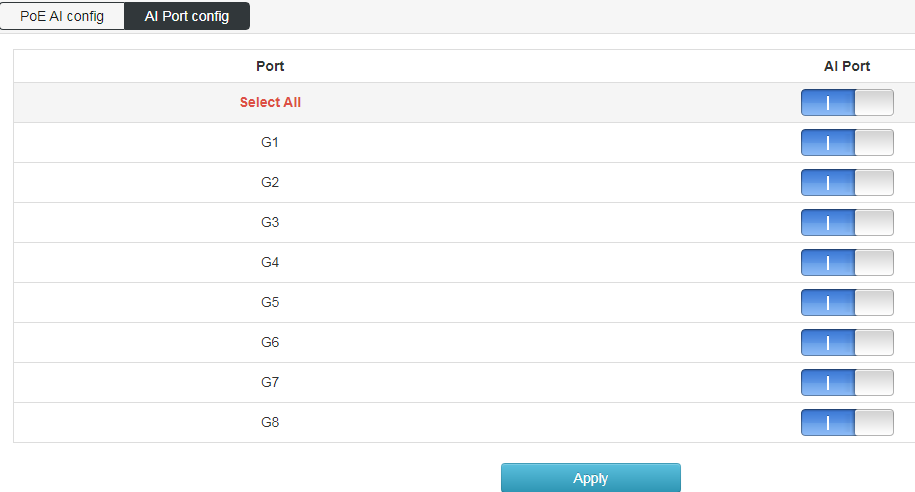 PoE AI config AI Port config
Port AI Port
Select All
G1
G2
G3
G4
G5
G6
G7
G8
Apply